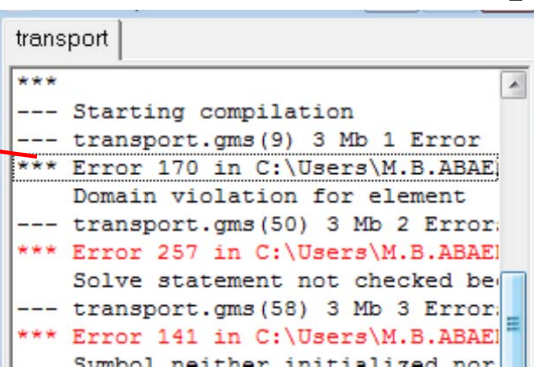 transport
***
--- Starting compilation
--- transport.gms(9) 3 Mb 1 Error
*** Error 170 in C:\Users\M.B.ABAE
Domain violation for element
--- transport.gms(50) 3 Mb 2 Error
*** Error 257 in C:\Users\M.B.ABAE
Solve statement not checked be
--- transport.gms(58) 3 Mb 3 Error
*** Error 141 in C:\Users\M.B.ABAE
Symbol neither initialized nor